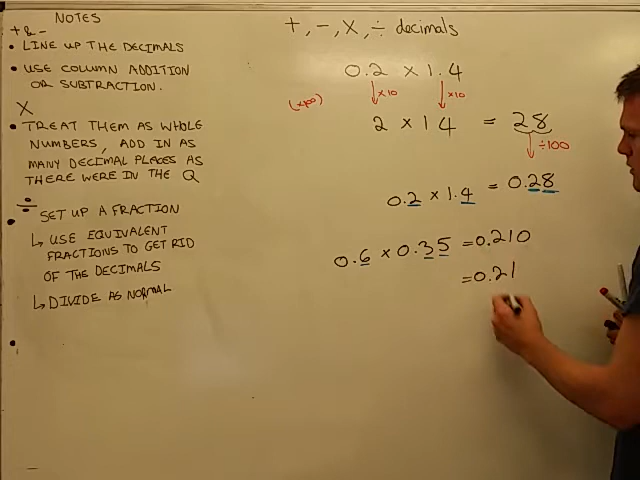 NOTES
+ & -
• LINE UP THE DECIMALS
• USE COLUMN ADDITION
OR SUBTRACTION.
X
• TREAT THEM AS WHOLE
NUMBERS, ADD IN AS
MANY DECIMAL PLACES AS
THERE WERE IN THE Q
÷
• SET UP A FRACTION
↳ USE EQUIVALENT
FRACTIONS TO GET RID
OF THE DECIMALS
↳ DIVIDE AS NORMAL
•
+, -, X, ÷ decimals
0.2 × 1.4
(×100) ×10 ×10
2 × 14 = 28
÷100
0.2 × 1.4 = 0.28
0.6 × 0.35 = 0.210
= 0.21